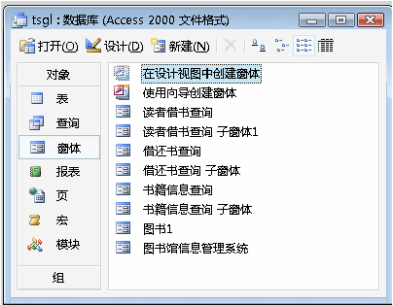 tsgl : 数据库 (Access 2000 文件格式)
打开(O) 设计(D) 新建(N)
对象
表
查询
窗体
报表
页
宏
模块
组
在设计视图中创建窗体
使用向导创建窗体
读者借书查询
读者借书查询 子窗体1
借还书查询
借还书查询 子窗体
书籍信息查询
书籍信息查询 子窗体
图书1
图书馆信息管理系统